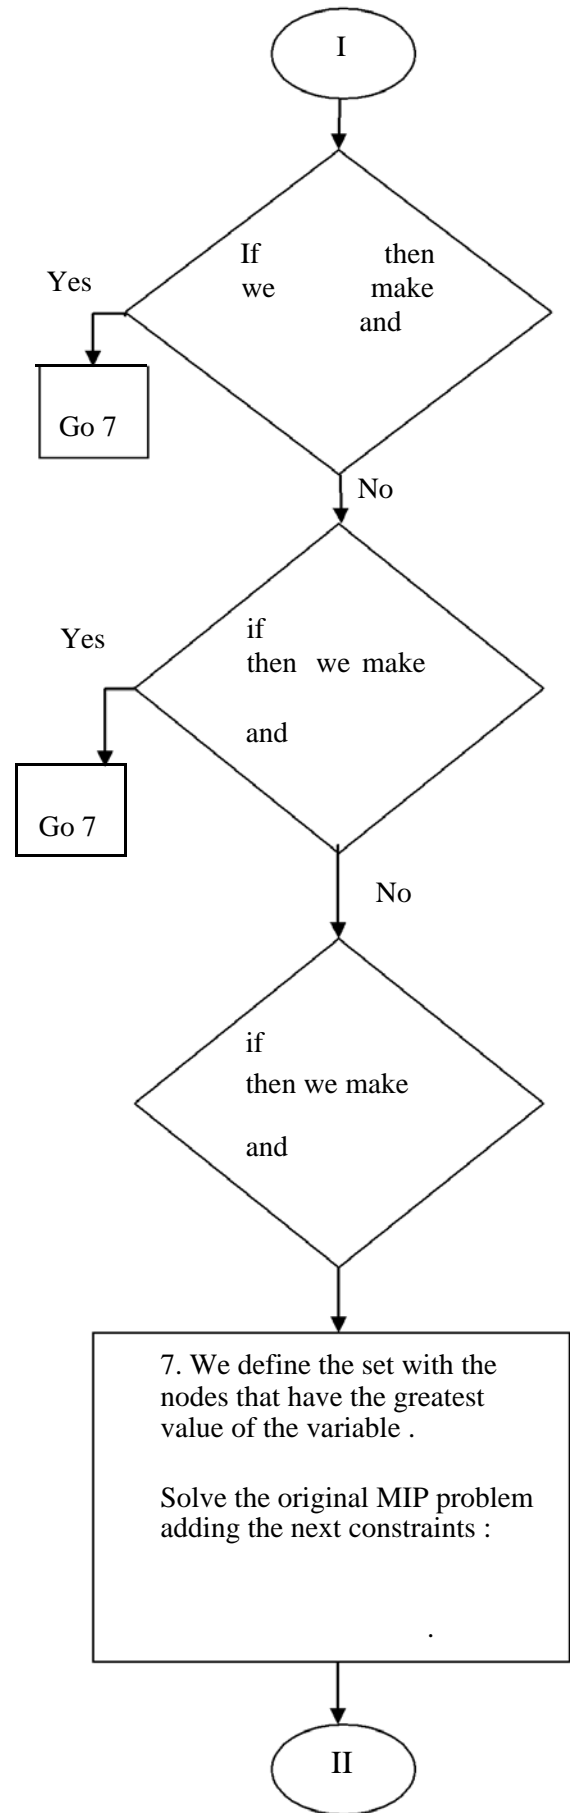 I
If then
we make
and
Yes
Go 7
No
if
then we make
and
Yes
Go 7
No
if
then we make
and
7. We define the set with the
nodes that have the greatest
value of the variable .
Solve the original MIP problem
adding the next constraints :
.
II